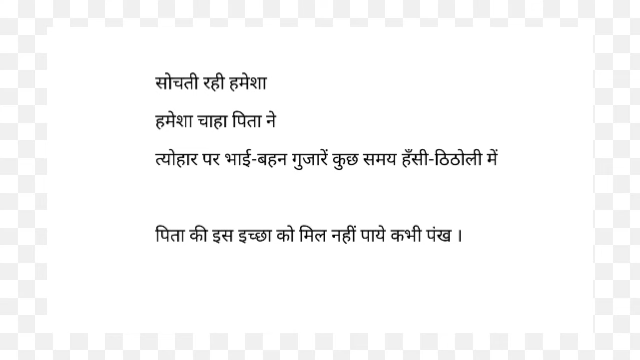 सोचती रही हमेशा
हमेशा चाहा पिता ने
त्योहार पर भाई-बहन गुजारें कुछ समय हँसी-ठिठोली में
पिता की इस इच्छा को मिल नहीं पाये कभी पंख ।